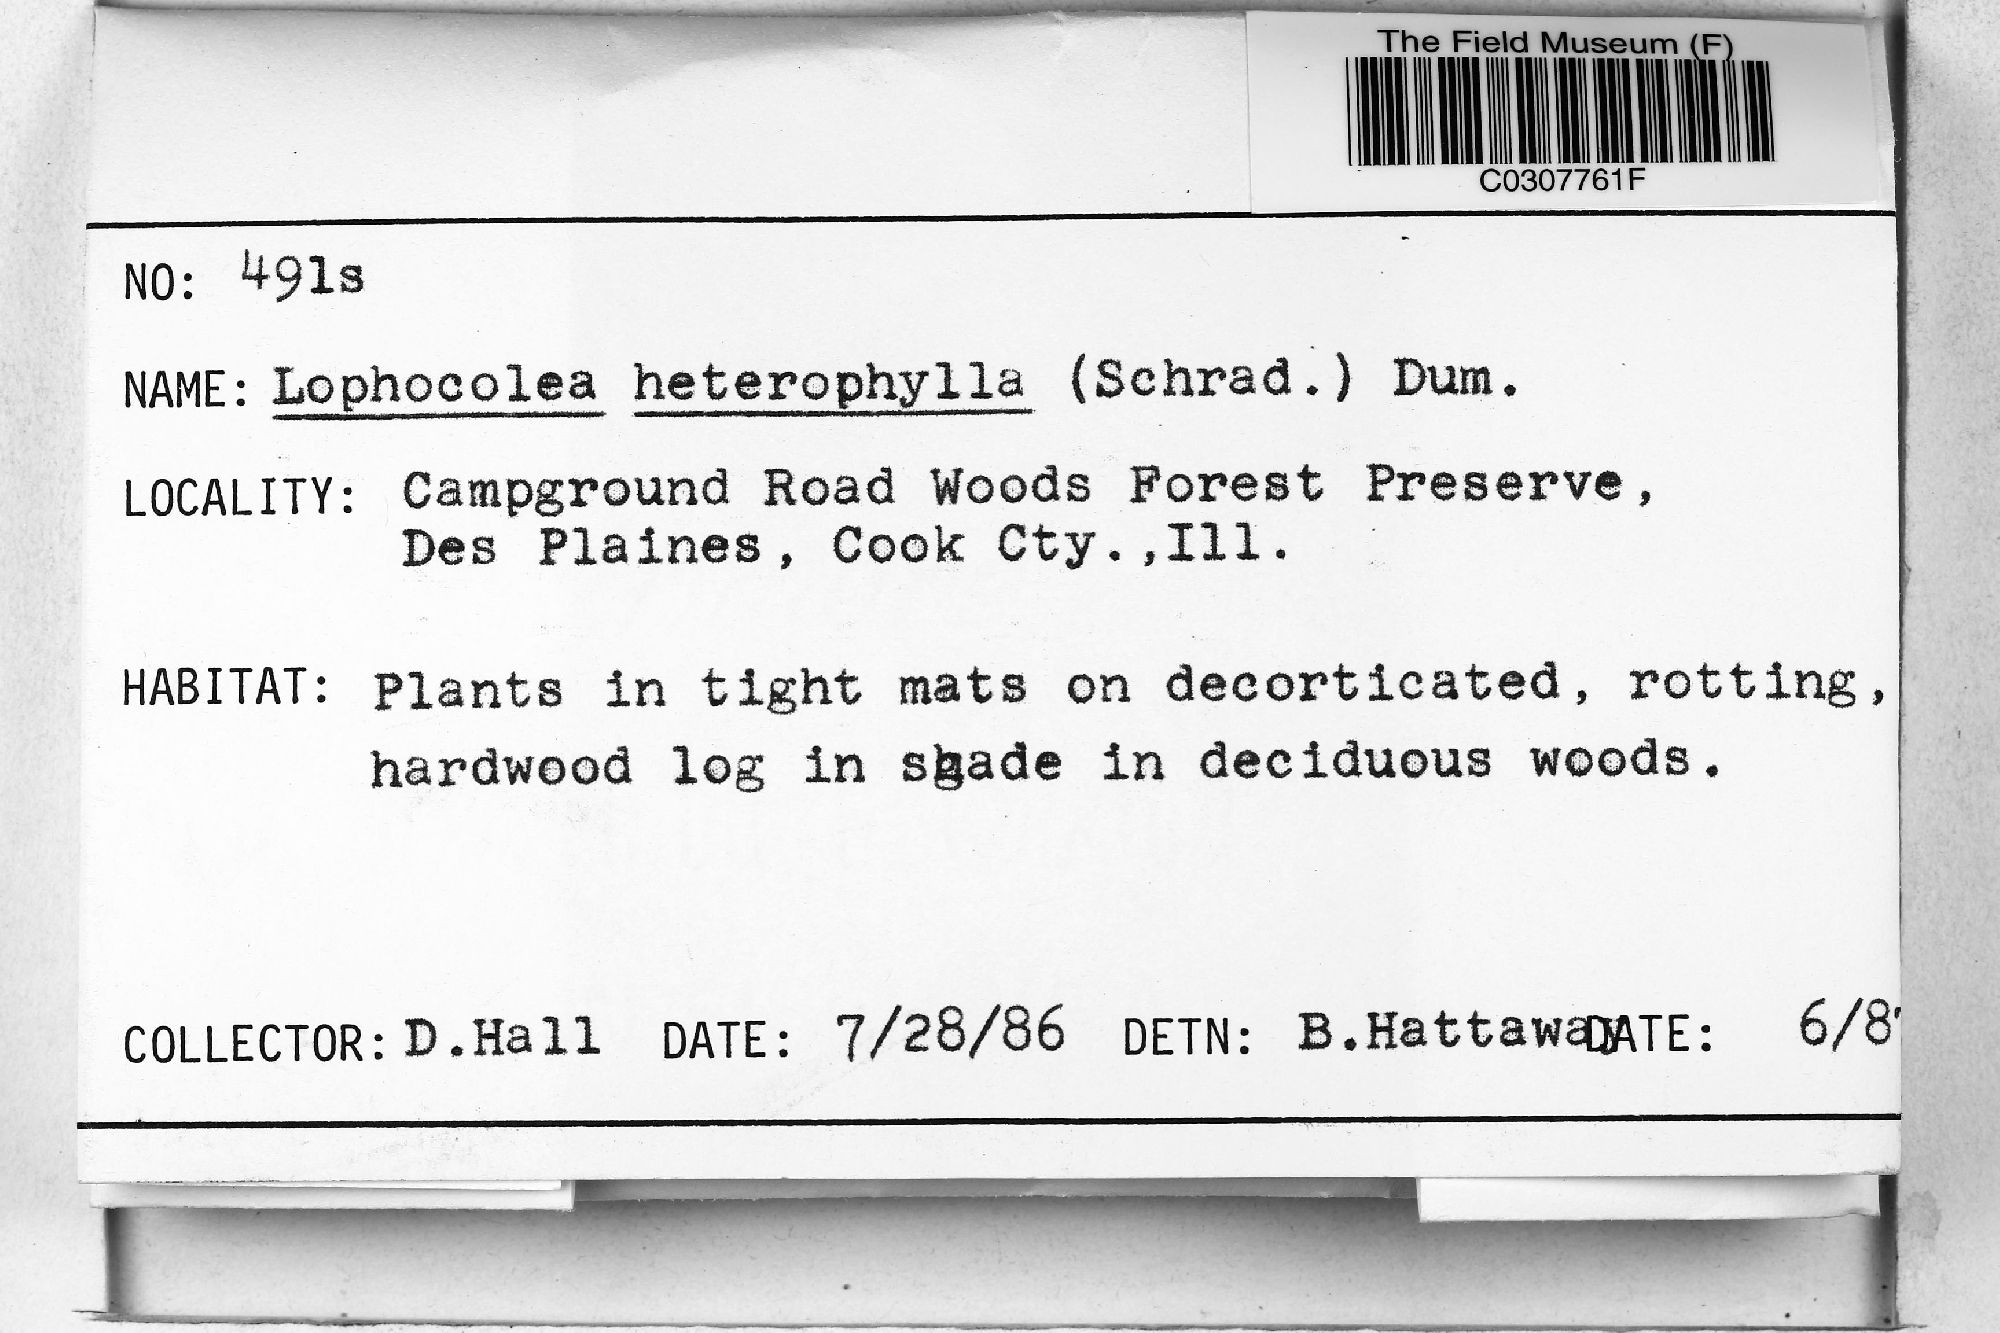 The Field Museum (F)
C0307761F
NO: 491s
NAME: Lophocolea heterophylla (Schrad.) Dum.
LOCALITY: Campground Road Woods Forest Preserve,
Des Plaines, Cook Cty.,Ill.
HABITAT: Plants in tight mats on decorticated, rotting,
hardwood log in shade in deciduous woods.
COLLECTOR: D.Hall DATE: 7/28/86 DETN: B.Hattaway DATE: